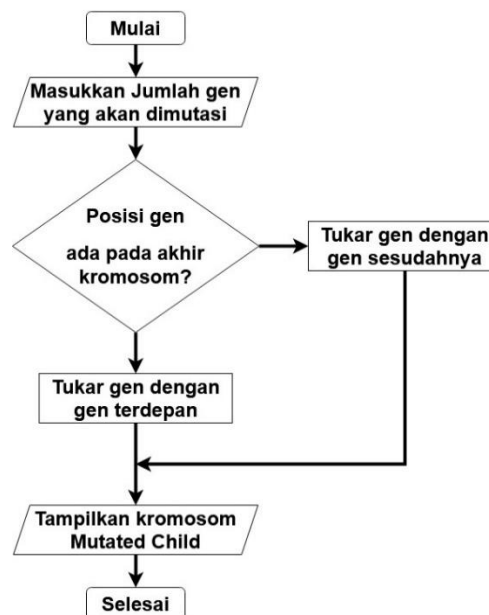 Mulai
Masukkan Jumlah gen
yang akan dimutasi
Posisi gen
ada pada akhir
kromosom?
Tukar gen dengan
gen sesudahnya
Tukar gen dengan
gen terdepan
Tampilkan kromosom
Mutated Child
Selesai